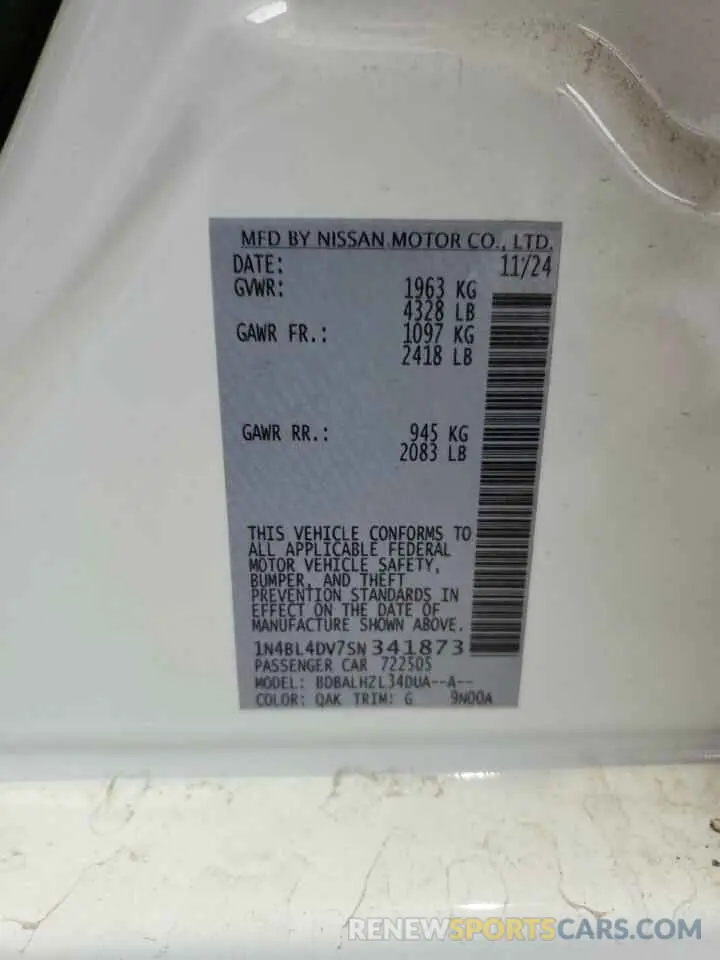 MFD BY NISSAN MOTOR CO., LTD.
DATE: 11/24
GVWR: 1963 KG
4328 LB
GAWR FR.: 1097 KG
2418 LB
GAWR RR.: 945 KG
2083 LB
THIS VEHICLE CONFORMS TO
ALL APPLICABLE FEDERAL
MOTOR VEHICLE SAFETY,
BUMPER, AND THEFT
PREVENTION STANDARDS IN
EFFECT ON THE DATE OF
MANUFACTURE SHOWN ABOVE.
1N4BL4DV7SN341873
PASSENGER CAR 722505
MODEL: BDBALHZL34DUA--A--
COLOR: QAK TRIM: G 9N00A
RENEWSPORTSCARS.COM